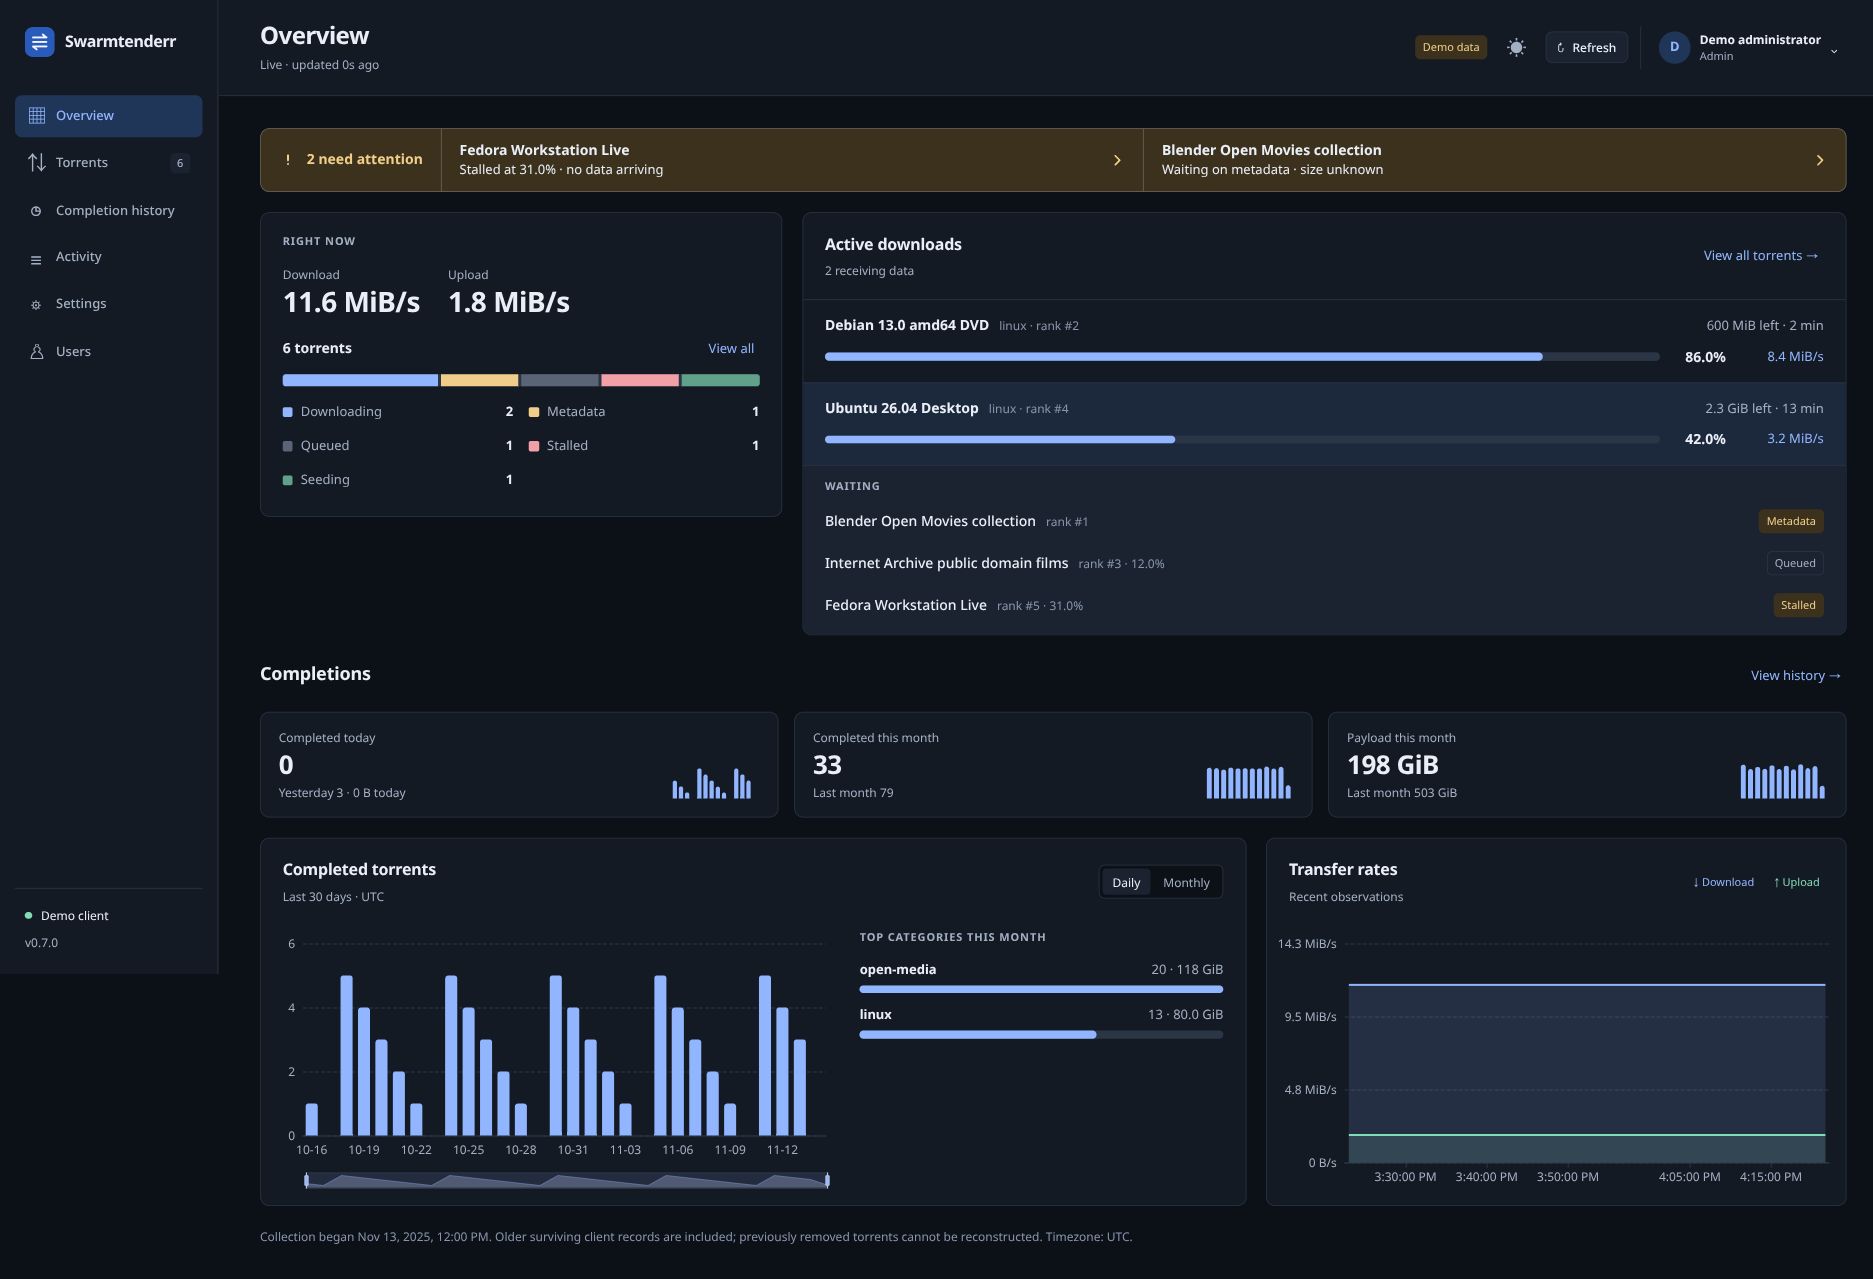 Swarmtenderr
Overview
Torrents 6
Completion history
Activity
Settings
Users
Demo client
v0.7.0
Overview
Live · updated 0s ago
Demo data
Refresh
D
Demo administrator
Admin
! 2 need attention
Fedora Workstation Live
Stalled at 31.0% · no data arriving
Blender Open Movies collection
Waiting on metadata · size unknown
RIGHT NOW
Download Upload
11.6 MiB/s 1.8 MiB/s
6 torrents View all
Downloading 2 Metadata 1
Queued 1 Stalled 1
Seeding 1
Active downloads
2 receiving data
View all torrents →
Debian 13.0 amd64 DVD linux · rank #2 600 MiB left · 2 min
86.0% 8.4 MiB/s
Ubuntu 26.04 Desktop linux · rank #4 2.3 GiB left · 13 min
42.0% 3.2 MiB/s
WAITING
Blender Open Movies collection rank #1 Metadata
Internet Archive public domain films rank #3 · 12.0% Queued
Fedora Workstation Live rank #5 · 31.0% Stalled
Completions View history →
Completed today
0
Yesterday 3 · 0 B today
Completed this month
33
Last month 79
Payload this month
198 GiB
Last month 503 GiB
Completed torrents
Last 30 days · UTC
Daily Monthly
6
4
2
0
10-16 10-19 10-22 10-25 10-28 10-31 11-03 11-06 11-09 11-12
TOP CATEGORIES THIS MONTH
open-media 20 · 118 GiB
linux 13 · 80.0 GiB
Transfer rates
Recent observations
↓ Download ↑ Upload
14.3 MiB/s
9.5 MiB/s
4.8 MiB/s
0 B/s
3:30:00 PM 3:40:00 PM 3:50:00 PM 4:05:00 PM 4:15:00 PM
Collection began Nov 13, 2025, 12:00 PM. Older surviving client records are included; previously removed torrents cannot be reconstructed. Timezone: UTC.